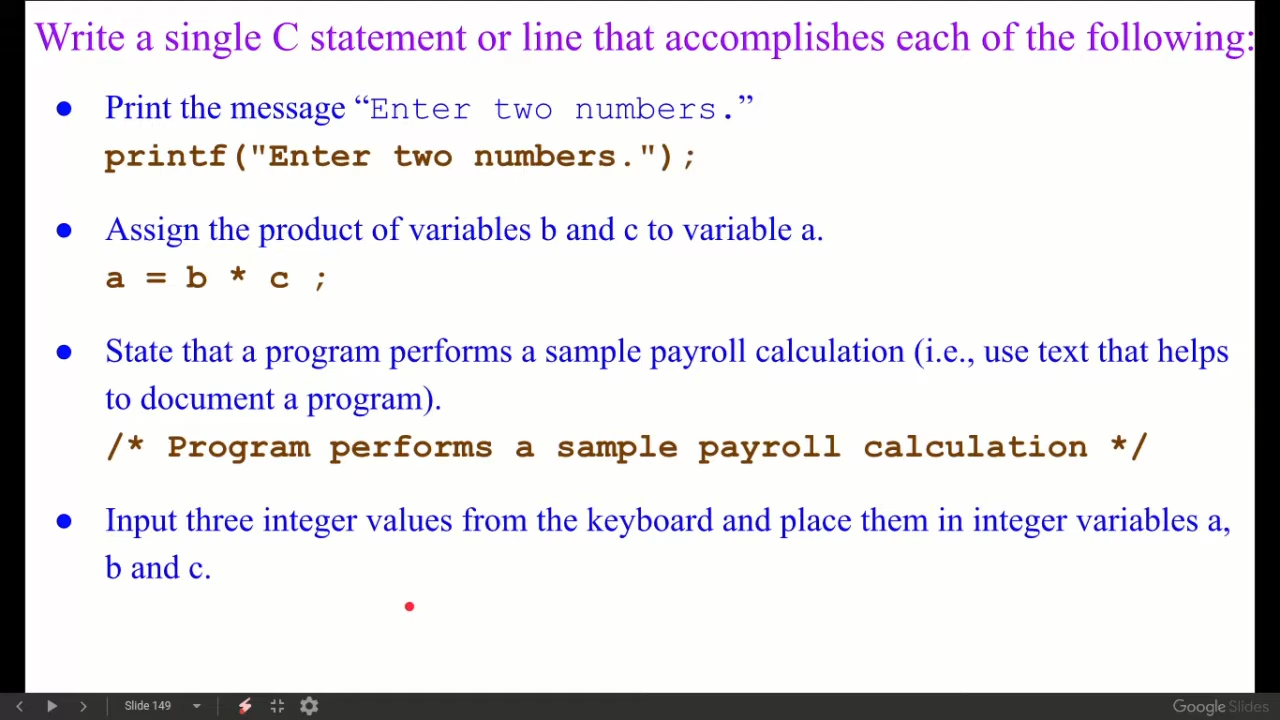 Write a single C statement or line that accomplishes each of the following:
● Print the message “Enter two numbers.”
printf("Enter two numbers.");
● Assign the product of variables b and c to variable a.
a = b * c ;
● State that a program performs a sample payroll calculation (i.e., use text that helps
to document a program).
/* Program performs a sample payroll calculation */
● Input three integer values from the keyboard and place them in integer variables a,
b and c.
Slide 149
Google Slides